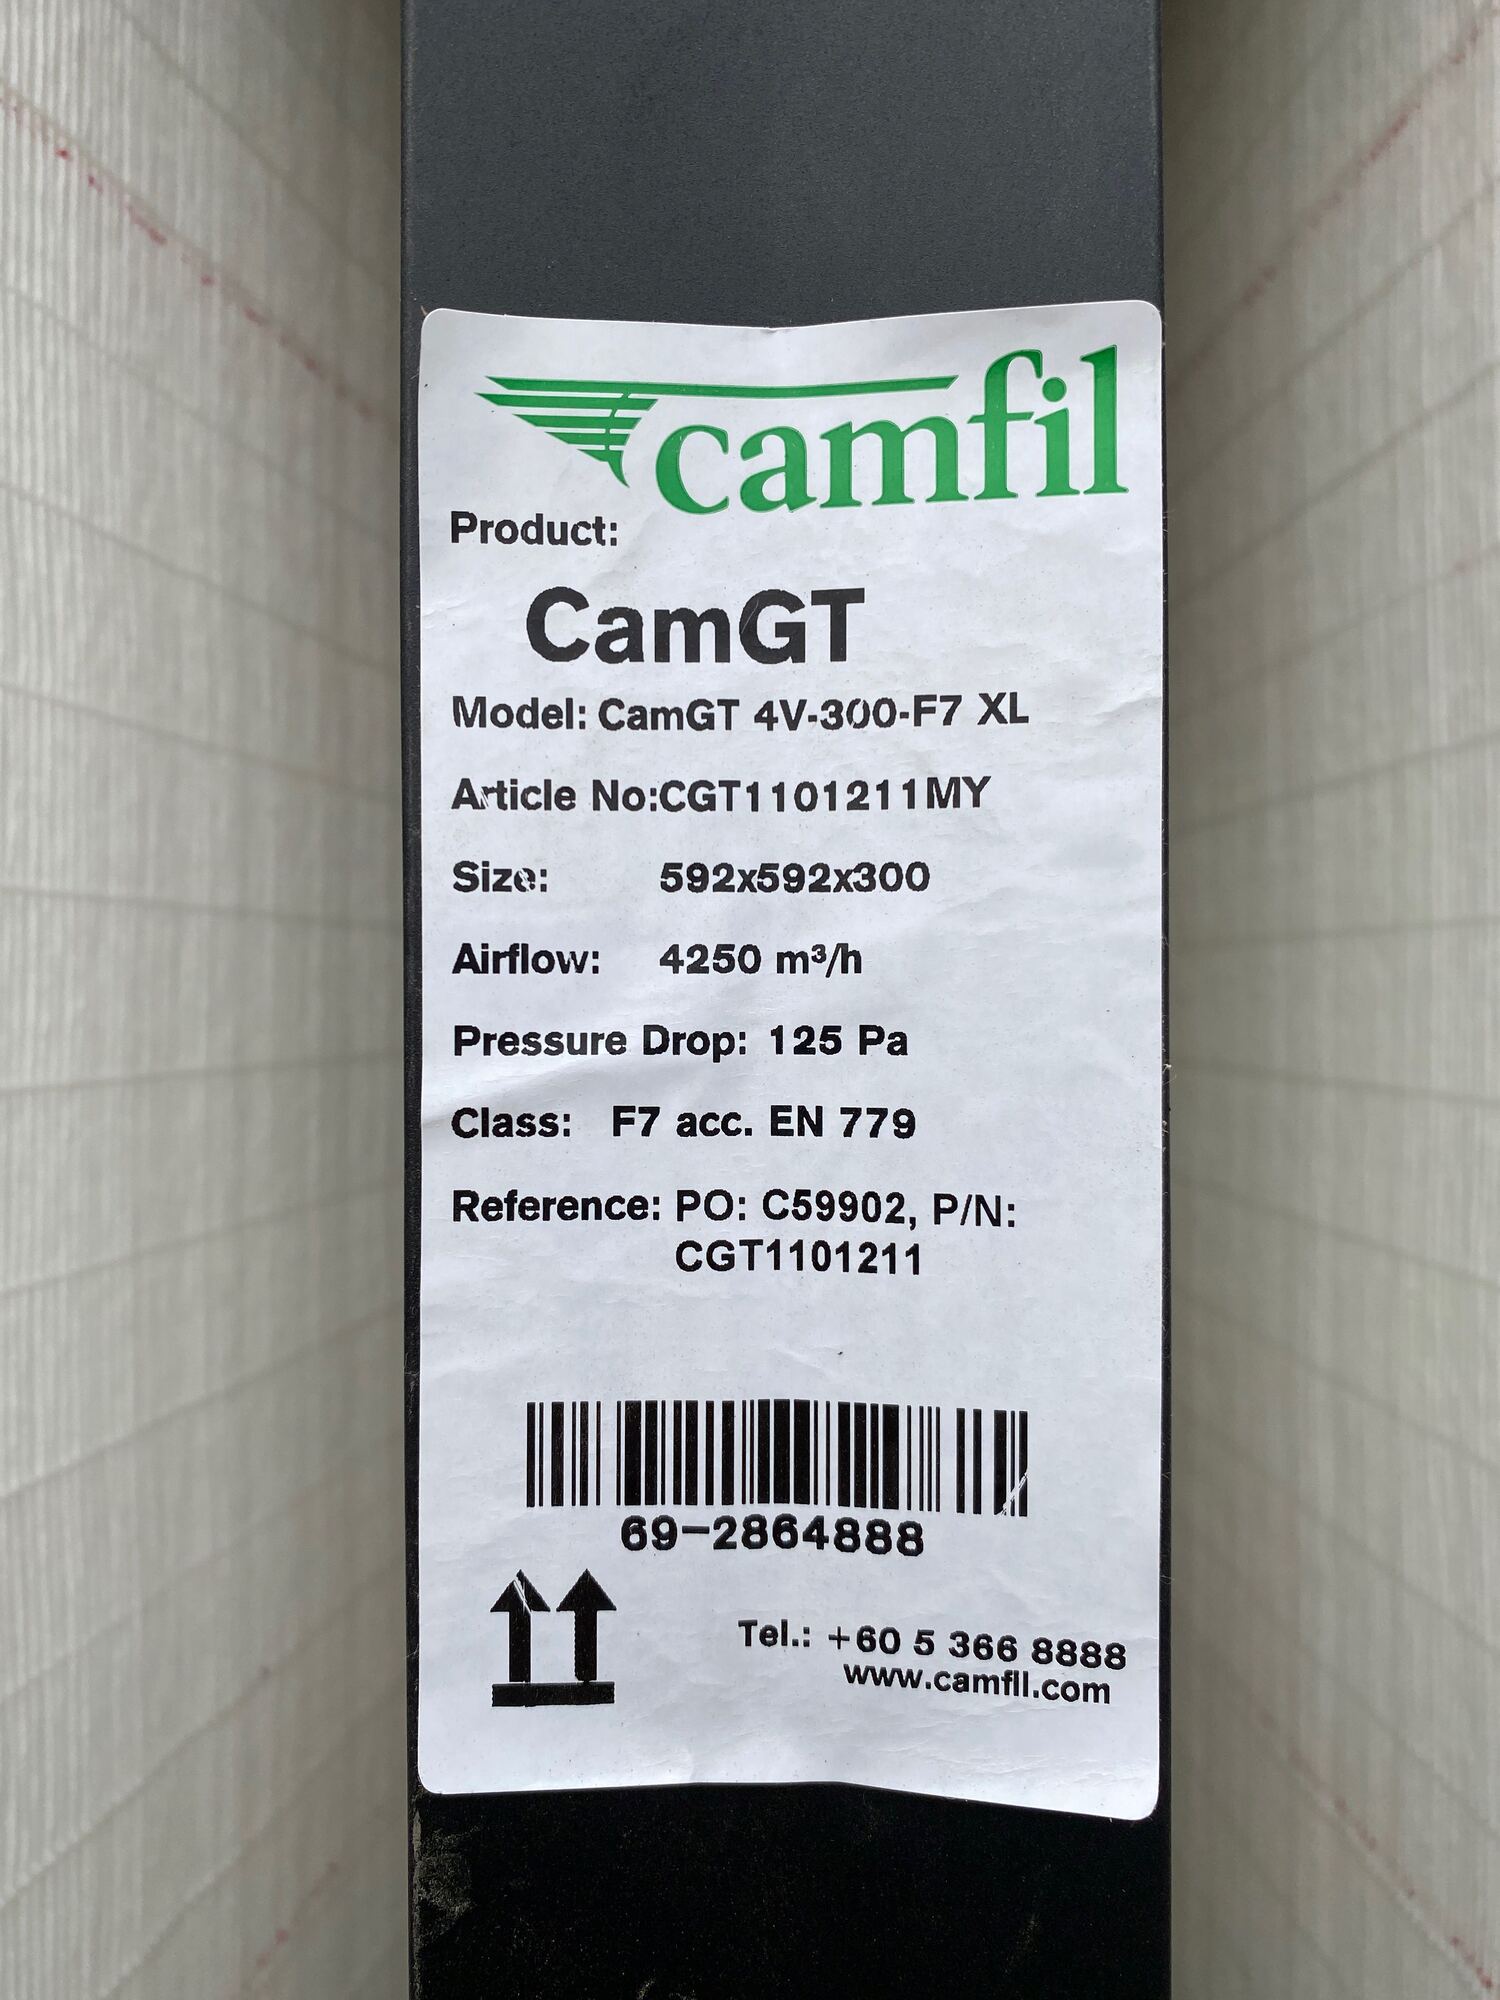 camfil
Product:
CamGT
Model: CamGT 4V-300-F7 XL
Article No:CGT1101211MY
Size: 592x592x300
Airflow: 4250 m³/h
Pressure Drop: 125 Pa
Class: F7 acc. EN 779
Reference: PO: C59902, P/N:
CGT1101211
69-2864888
Tel.: +60 5 366 8888
www.camfil.com